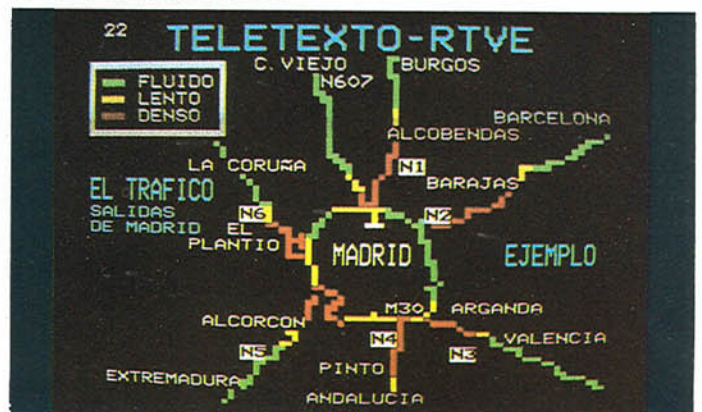 22
TELETEXTO-RTVE
C. VIEJO
BURGOS
N607
FLUIDO
LENTO
DENSO
BARCELONA
ALCOBENDAS
LA CORUÑA
N1
BARAJAS
EL TRAFICO
SALIDAS
DE MADRID
N6
N2
EL
PLANTIO
MADRID
EJEMPLO
M30
ARGANDA
ALCORCON
N4
VALENCIA
N5
N3
PINTO
EXTREMADURA
ANDALUCIA